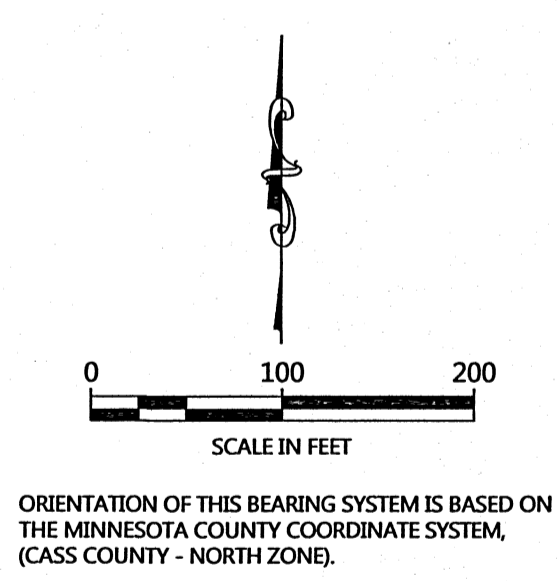 0 100 200
SCALE IN FEET
ORIENTATION OF THIS BEARING SYSTEM IS BASED ON
THE MINNESOTA COUNTY COORDINATE SYSTEM,
(CASS COUNTY - NORTH ZONE).